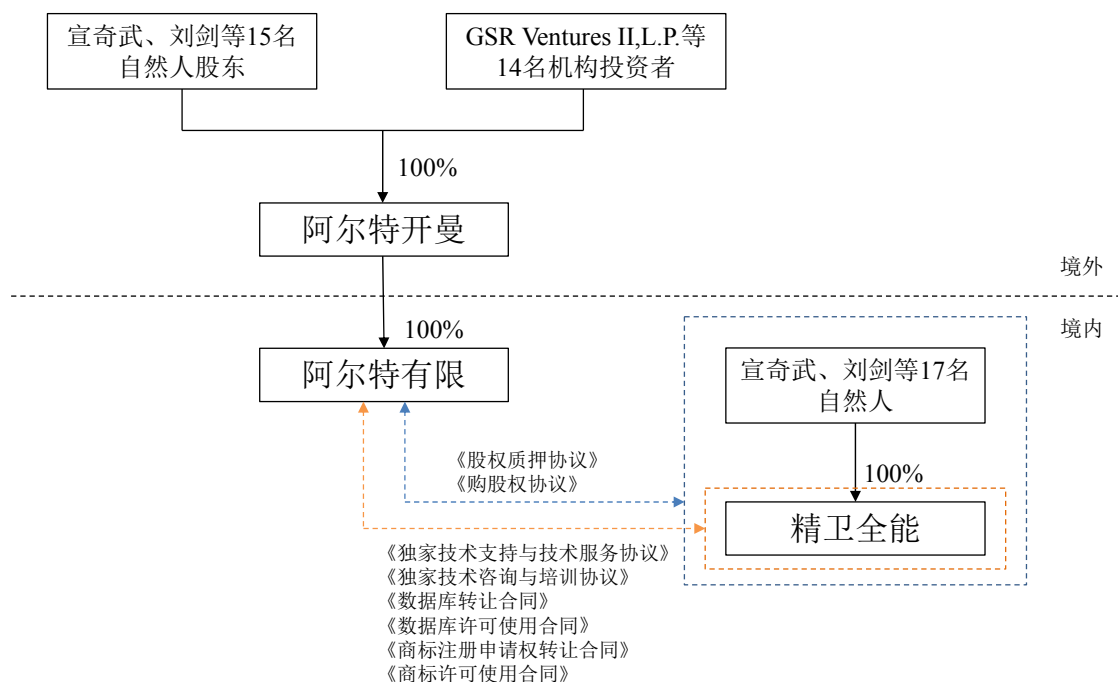 宣奇武、刘剑等15名
自然人股东
GSR Ventures II,L.P.等
14名机构投资者
100%
阿尔特开曼
境外
境内
100%
阿尔特有限
宣奇武、刘剑等17名
自然人
《股权质押协议》
《购股权协议》
100%
精卫全能
《独家技术支持与技术服务协议》
《独家技术咨询与培训协议》
《数据库转让合同》
《数据库许可使用合同》
《商标注册申请权转让合同》
《商标许可使用合同》